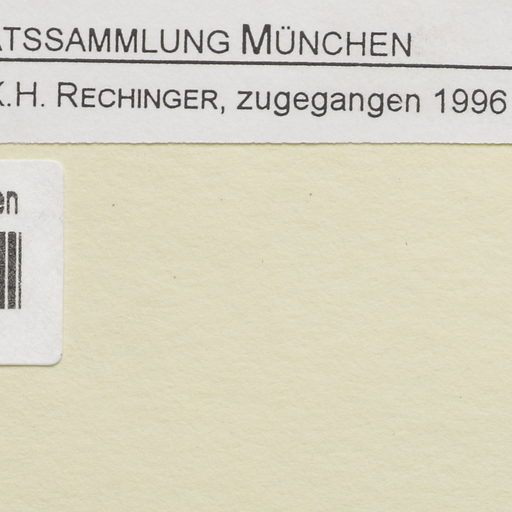 ATSSAMMLUNG MÜNCHEN
K.H. RECHINGER, zugegangen 1996
en